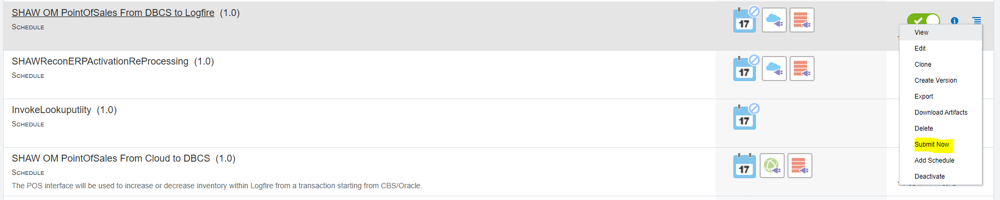 SHAW OM PointOfSales From DBCS to Logfire (1.0)
SCHEDULE
17
View
Edit
SHAWReconERPActivationReProcessing (1.0)
SCHEDULE
17
Clone
Create Version
Export
InvokeLookuputiity (1.0)
SCHEDULE
17
Download Artifacts
Delete
Submit Now
SHAW OM PointOfSales From Cloud to DBCS (1.0)
SCHEDULE
The POS interface will be used to increase or decrease inventory within Logfire from a transaction starting from CBS/Oracle.
17
Add Schedule
Deactivate